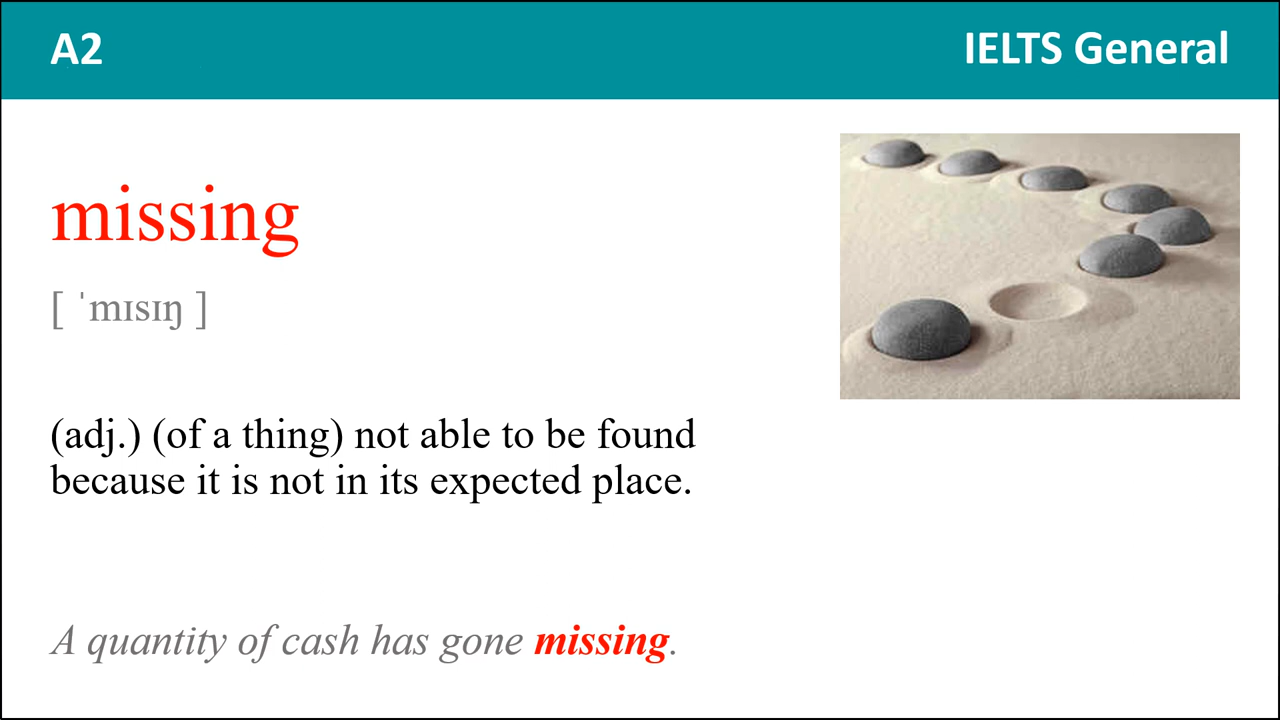 A2
IELTS General
missing
[ ˈmɪsɪŋ ]
(adj.) (of a thing) not able to be found
because it is not in its expected place.
A quantity of cash has gone missing.